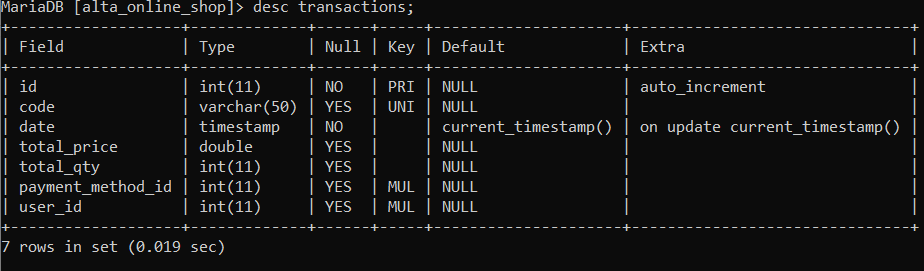 MariaDB [alta_online_shop]> desc transactions;
+-------------------+-------------+------+-----+---------------------+-------------------------------+
| Field | Type | Null | Key | Default | Extra |
+-------------------+-------------+------+-----+---------------------+-------------------------------+
| id | int(11) | NO | PRI | NULL | auto_increment |
| code | varchar(50) | YES | UNI | NULL | |
| date | timestamp | NO | | current_timestamp() | on update current_timestamp() |
| total_price | double | YES | | NULL | |
| total_qty | int(11) | YES | | NULL | |
| payment_method_id | int(11) | YES | MUL | NULL | |
| user_id | int(11) | YES | MUL | NULL | |
+-------------------+-------------+------+-----+---------------------+-------------------------------+
7 rows in set (0.019 sec)